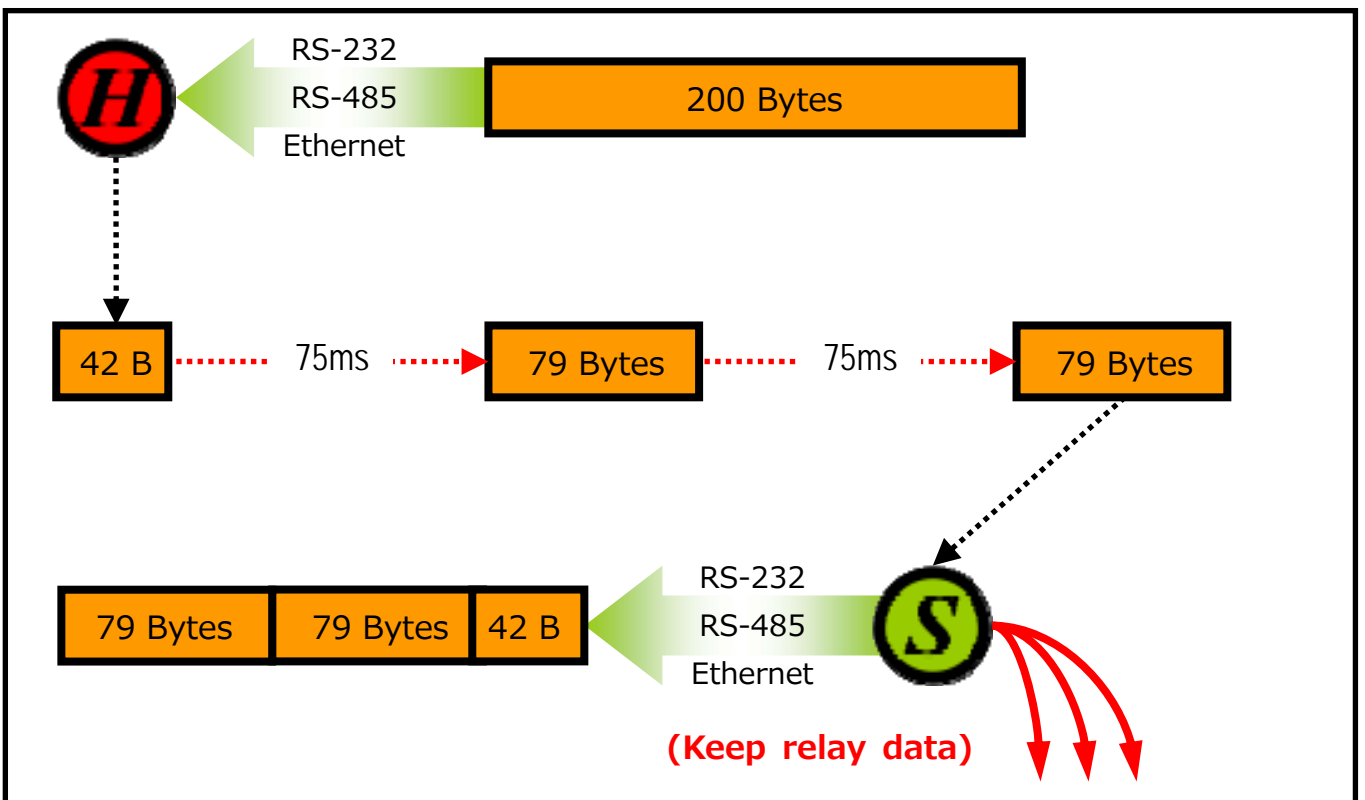 H
RS-232
RS-485
Ethernet
200 Bytes
42 B
75ms
79 Bytes
75ms
79 Bytes
79 Bytes
79 Bytes
42 B
RS-232
RS-485
Ethernet
S
(Keep relay data)